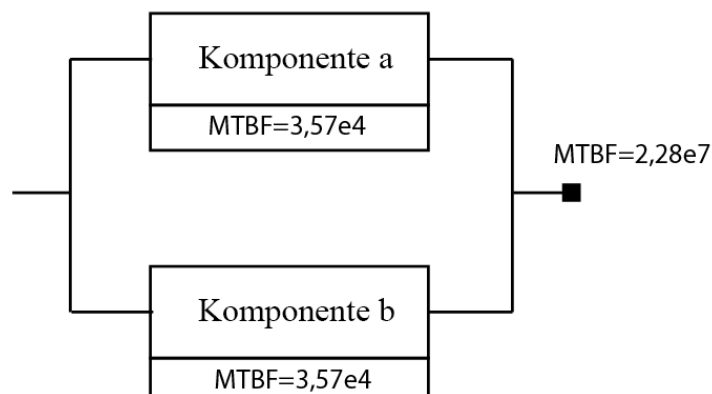 Komponente a
MTBF=3,57e4
MTBF=2,28e7
Komponente b
MTBF=3,57e4